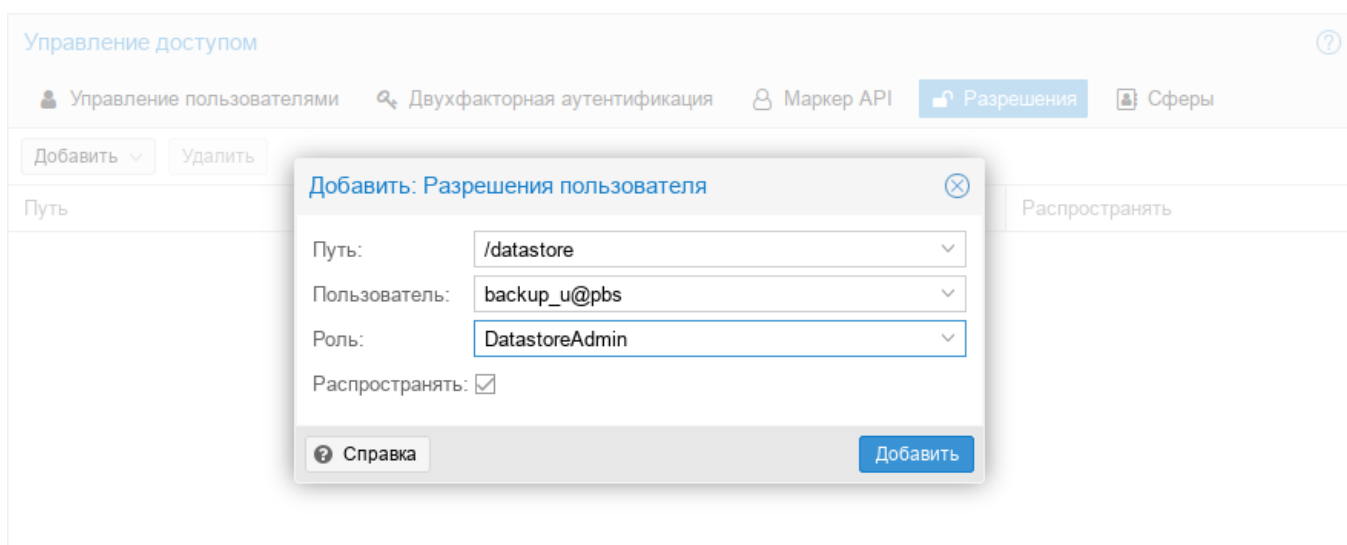 Управление доступом
Управление пользователями Двухфакторная аутентификация Маркер API Разрешения Сферы
Добавить Удалить
Путь Распространять
Добавить: Разрешения пользователя
Путь: /datastore
Пользователь: backup_u@pbs
Роль: DatastoreAdmin
Распространять:
Справка Добавить